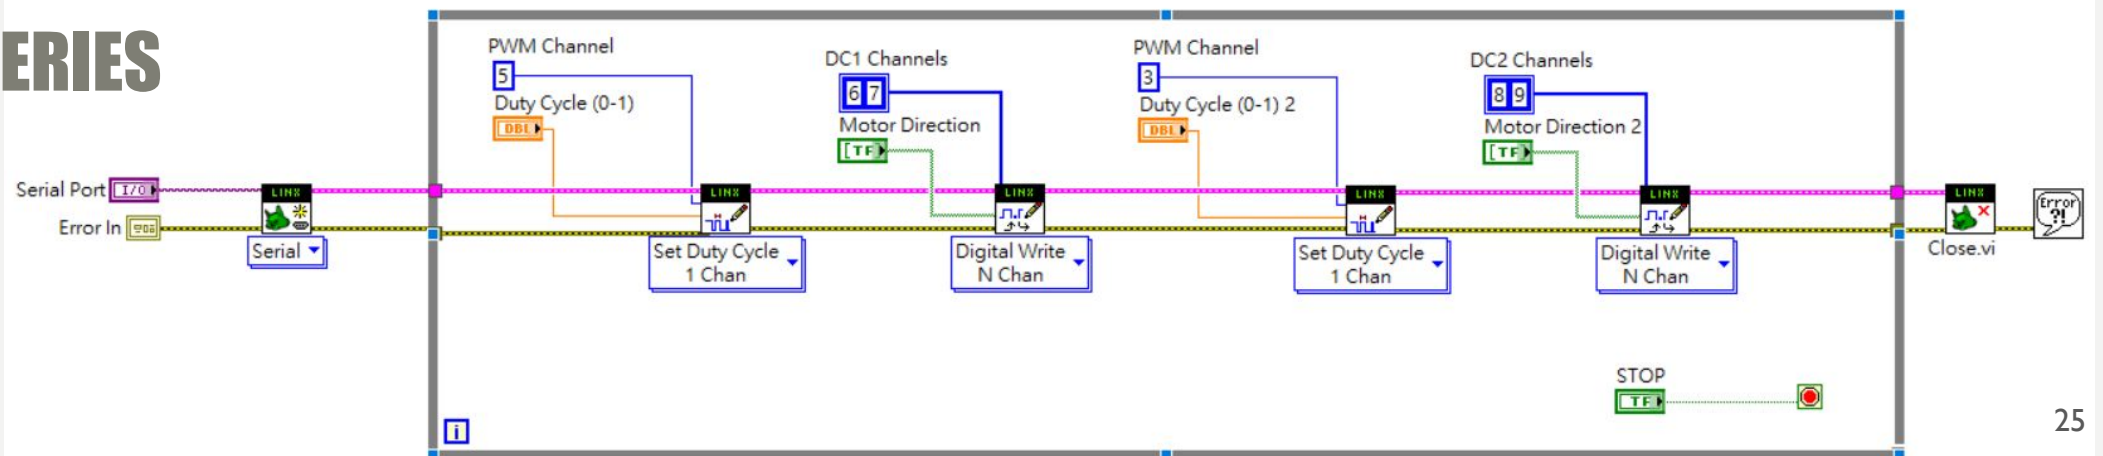 ERIES
PWM Channel
5
Duty Cycle (0-1)
DBL
DC1 Channels
6 7
Motor Direction
[TF]
PWM Channel
3
Duty Cycle (0-1) 2
DBL
DC2 Channels
8 9
Motor Direction 2
[TF]
Serial Port
I/O
Error In
LINX
Serial
LINX
Set Duty Cycle
1 Chan
LINX
Digital Write
N Chan
LINX
Set Duty Cycle
1 Chan
LINX
Digital Write
N Chan
LINX
Close.vi
Error
?!
STOP
TF
i
25